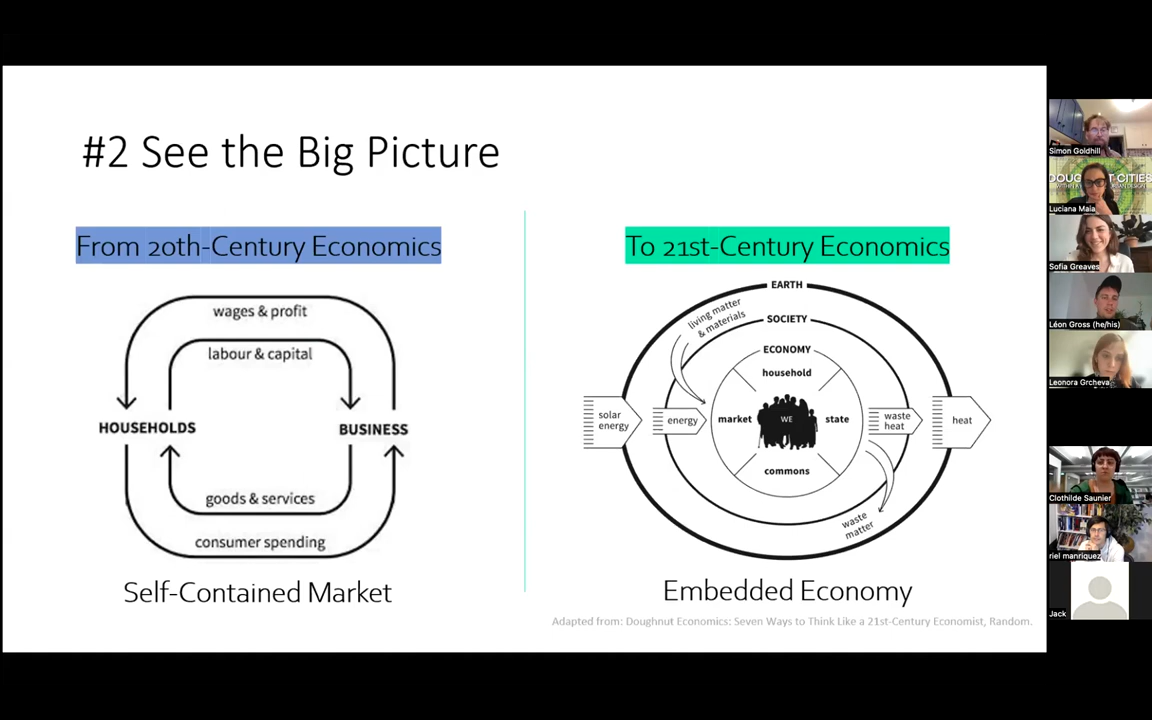 #2 See the Big Picture
From 20th-Century Economics
wages & profit
labour & capital
HOUSEHOLDS
BUSINESS
goods & services
consumer spending
Self-Contained Market
To 21st-Century Economics
EARTH
living matter
& materials
SOCIETY
ECONOMY
household
solar
energy
energy
market
WE
state
waste
heat
heat
commons
waste
matter
Embedded Economy
Adapted from: Doughnut Economics: Seven Ways to Think Like a 21st-Century Economist, Random.
Simon Goldhill
Luciana Maia
Sofia Greaves
Léon Gross (he/his)
Leonora Grcheva
Clothilde Saunier
riel manriquez
Jack